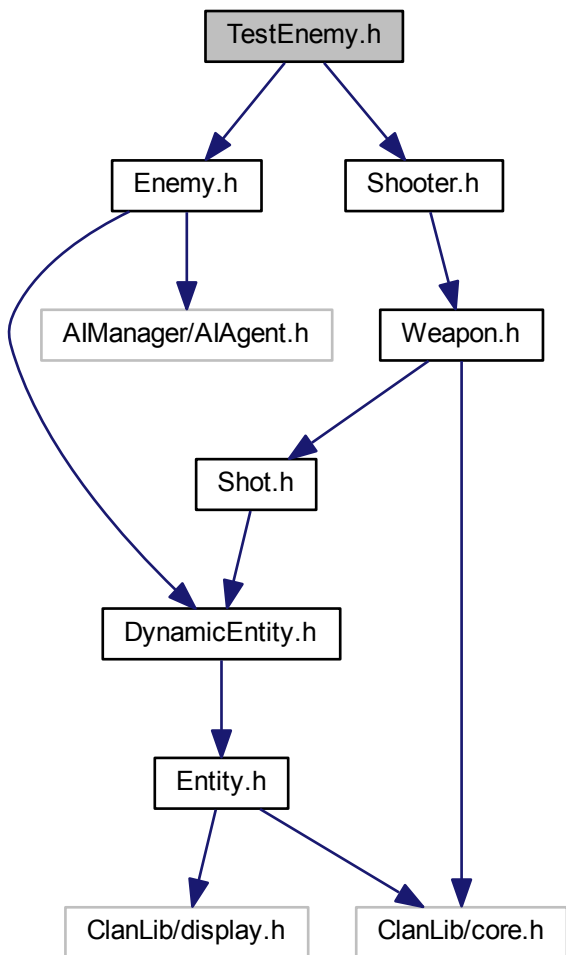 TestEnemy.h
Enemy.h
Shooter.h
AIManager/AIAgent.h
Weapon.h
Shot.h
DynamicEntity.h
Entity.h
ClanLib/display.h
ClanLib/core.h